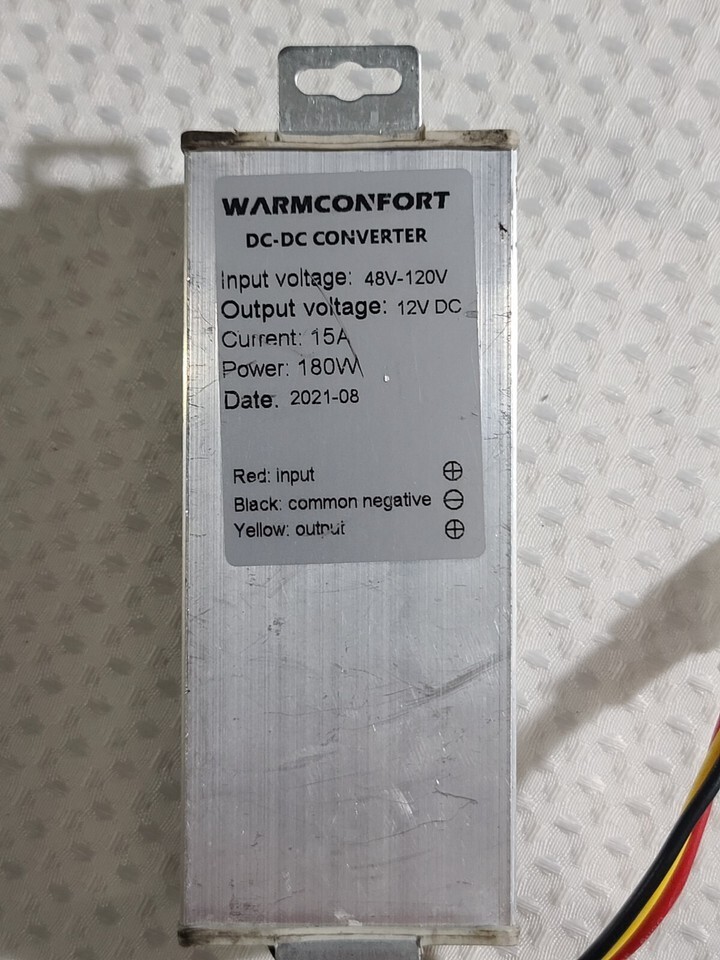 WARMCONFORT
DC-DC CONVERTER
Input voltage: 48V-120V
Output voltage: 12V DC
Current: 15A
Power: 180W
Date: 2021-08
Red: input ⊕
Black: common negative ⊖
Yellow: output ⊕